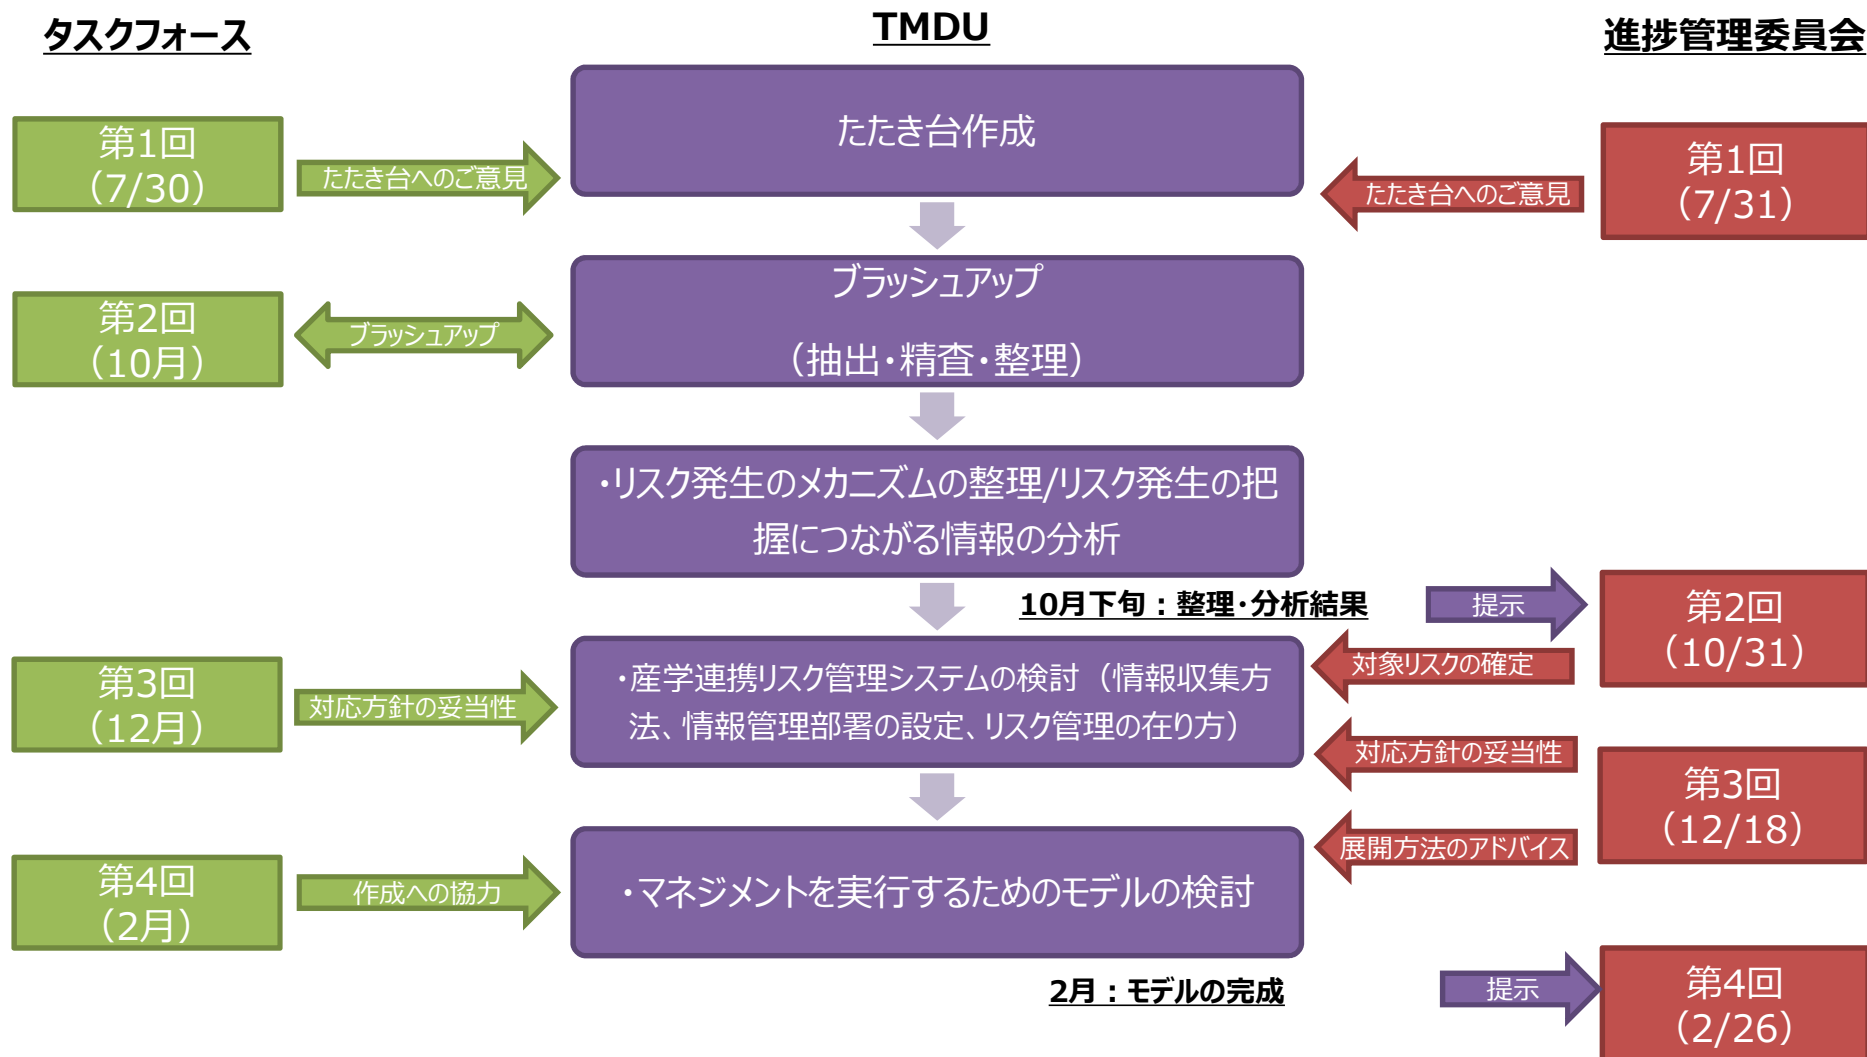 タスクフォース
TMDU
進捗管理委員会
たたき台作成
第1回
（7/30）
たたき台へのご意見
たたき台へのご意見
第1回
（7/31）
ブラッシュアップ
（抽出・精査・整理）
第2回
（10月）
ブラッシュアップ
・リスク発生のメカニズムの整理/リスク発生の把
握につながる情報の分析
10月下旬：整理・分析結果
提示
第2回
（10/31）
対象リスクの確定
第3回
（12月）
対応方針の妥当性
・産学連携リスク管理システムの検討（情報収集方
法、情報管理部署の設定、リスク管理の在り方）
対応方針の妥当性
第3回
（12/18）
展開方法のアドバイス
第4回
（2月）
作成への協力
・マネジメントを実行するためのモデルの検討
2月：モデルの完成
提示
第4回
（2/26）